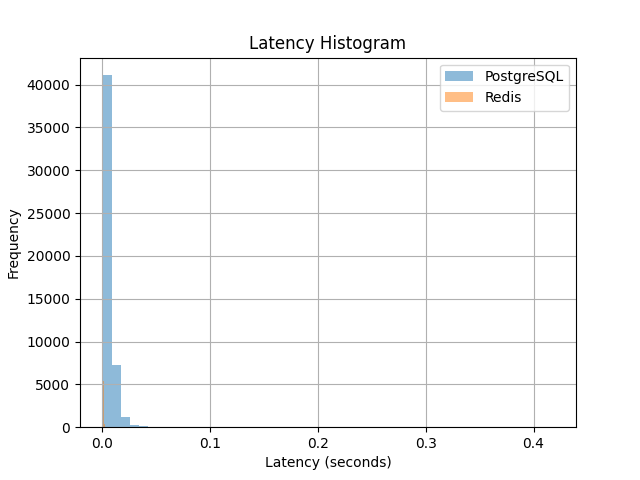 Latency Histogram
PostgreSQL
Redis
Frequency
40000
35000
30000
25000
20000
15000
10000
5000
0
0.0 0.1 0.2 0.3 0.4
Latency (seconds)